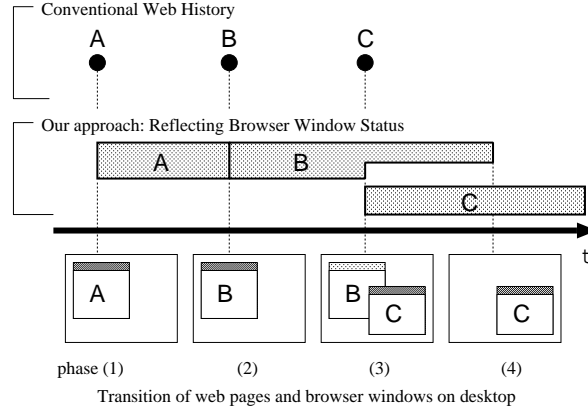 Conventional Web History
A B C
Our approach: Reflecting Browser Window Status
A B
C
t
A B B C C
phase (1) (2) (3) (4)
Transition of web pages and browser windows on desktop